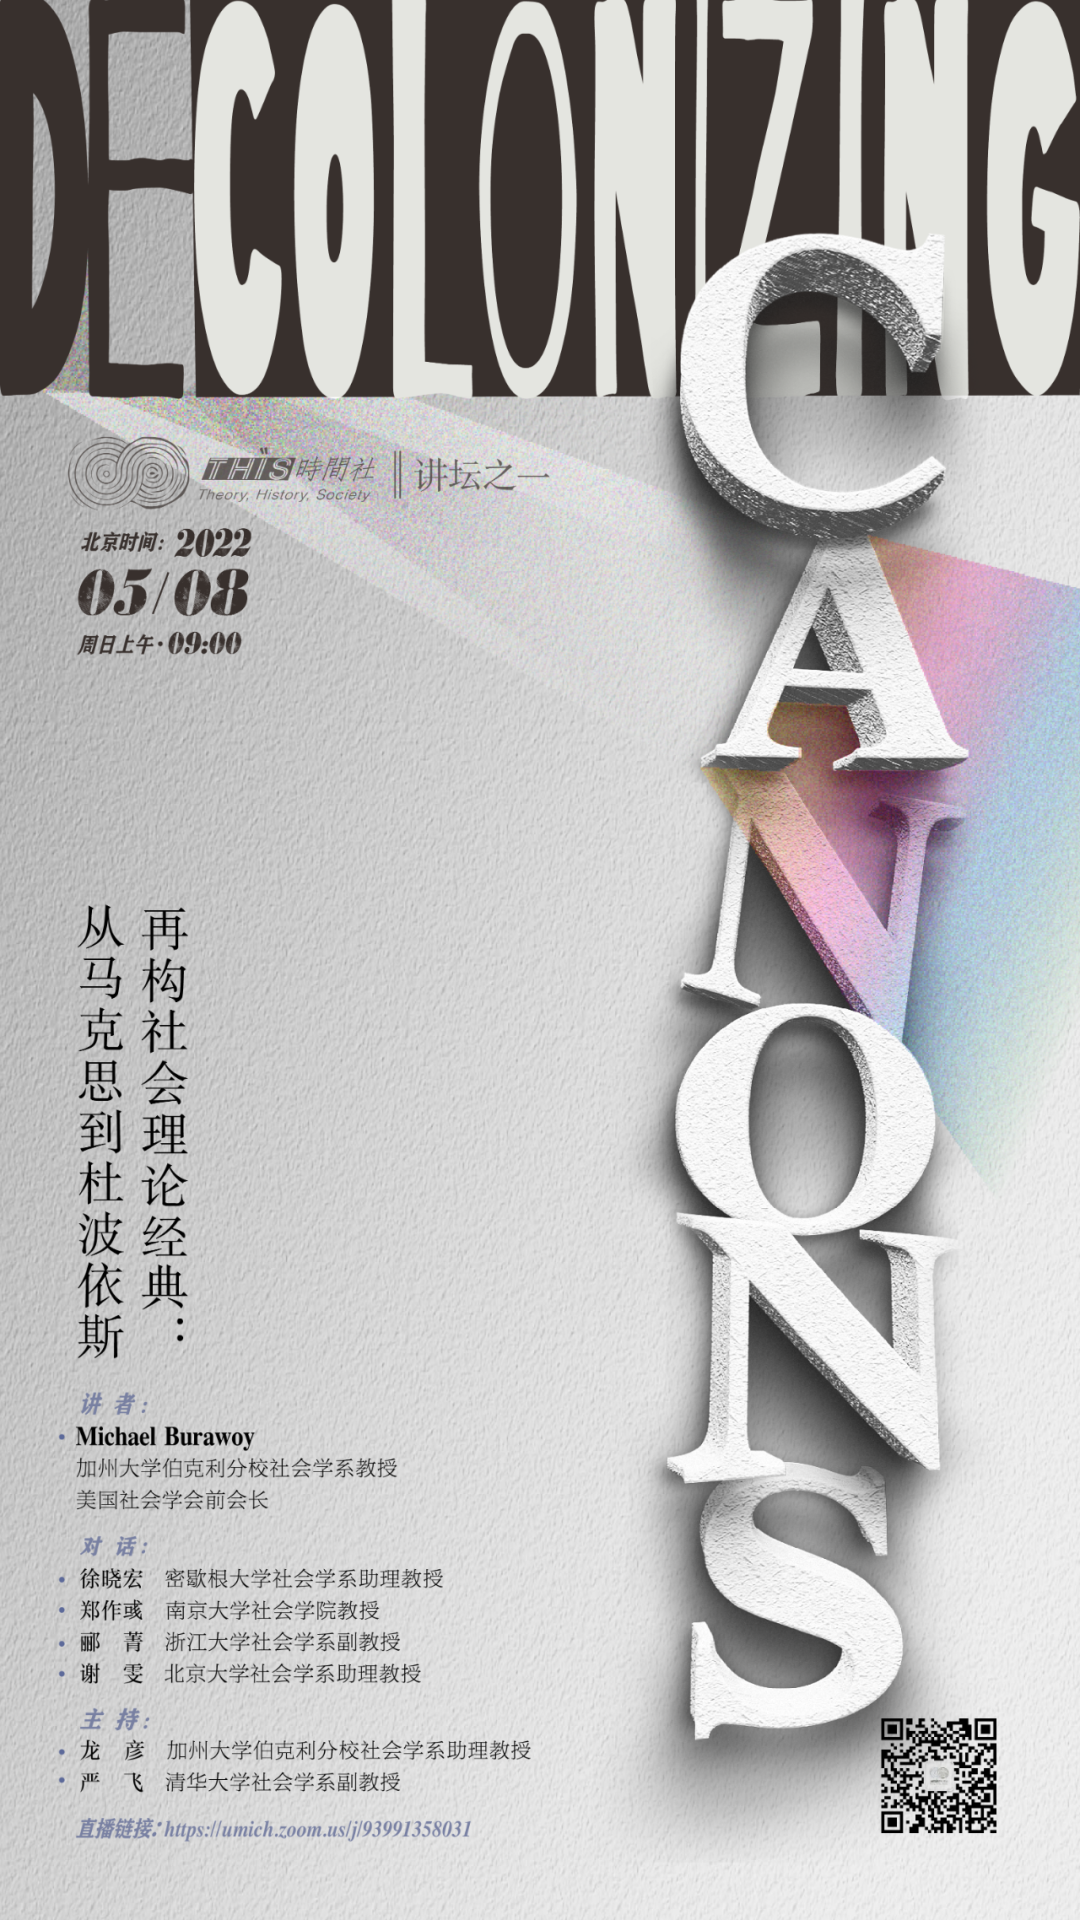 DECOLONIZING
CANONS
THiS時間社
Theory, History, Society
讲坛之一
北京时间：2022
05/08
周日上午·09:00
再构社会理论经典：
从马克思到杜波依斯
讲者：
Michael Burawoy
加州大学伯克利分校社会学系教授
美国社会学会前会长
对话：
徐晓宏 密歇根大学社会学系助理教授
郑作彧 南京大学社会学院教授
郦菁 浙江大学社会学系副教授
谢雯 北京大学社会学系助理教授
主持：
龙彦 加州大学伯克利分校社会学系助理教授
严飞 清华大学社会学系副教授
直播链接：https://umich.zoom.us/j/93991358031